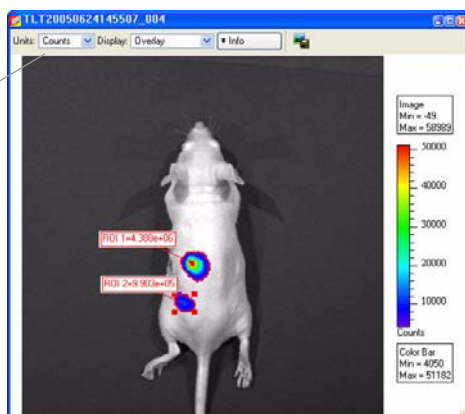 TLT20050624145507_004
Units: Counts Display: Overlay Info
Image
Min = -49
Max = 58989
50000
40000
30000
20000
10000
Counts
Color Bar
Min = 4050
Max = 51182
ROI 1=4.388e+06
ROI 2=9.903e+05